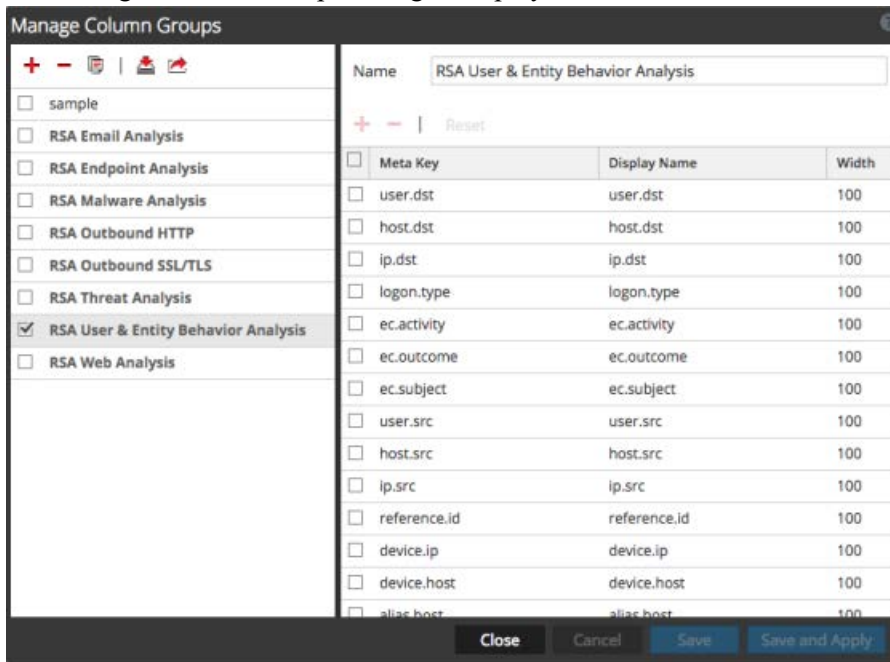 Manage Column Groups
sample
RSA Email Analysis
RSA Endpoint Analysis
RSA Malware Analysis
RSA Outbound HTTP
RSA Outbound SSL/TLS
RSA Threat Analysis
RSA User & Entity Behavior Analysis
RSA Web Analysis
Name RSA User & Entity Behavior Analysis
Reset
Meta Key Display Name Width
user.dst user.dst 100
host.dst host.dst 100
ip.dst ip.dst 100
logon.type logon.type 100
ec.activity ec.activity 100
ec.outcome ec.outcome 100
ec.subject ec.subject 100
user.src user.src 100
host.src host.src 100
ip.src ip.src 100
reference.id reference.id 100
device.ip device.ip 100
device.host device.host 100
alias.host alias.host 100
Close Cancel Save Save and Apply